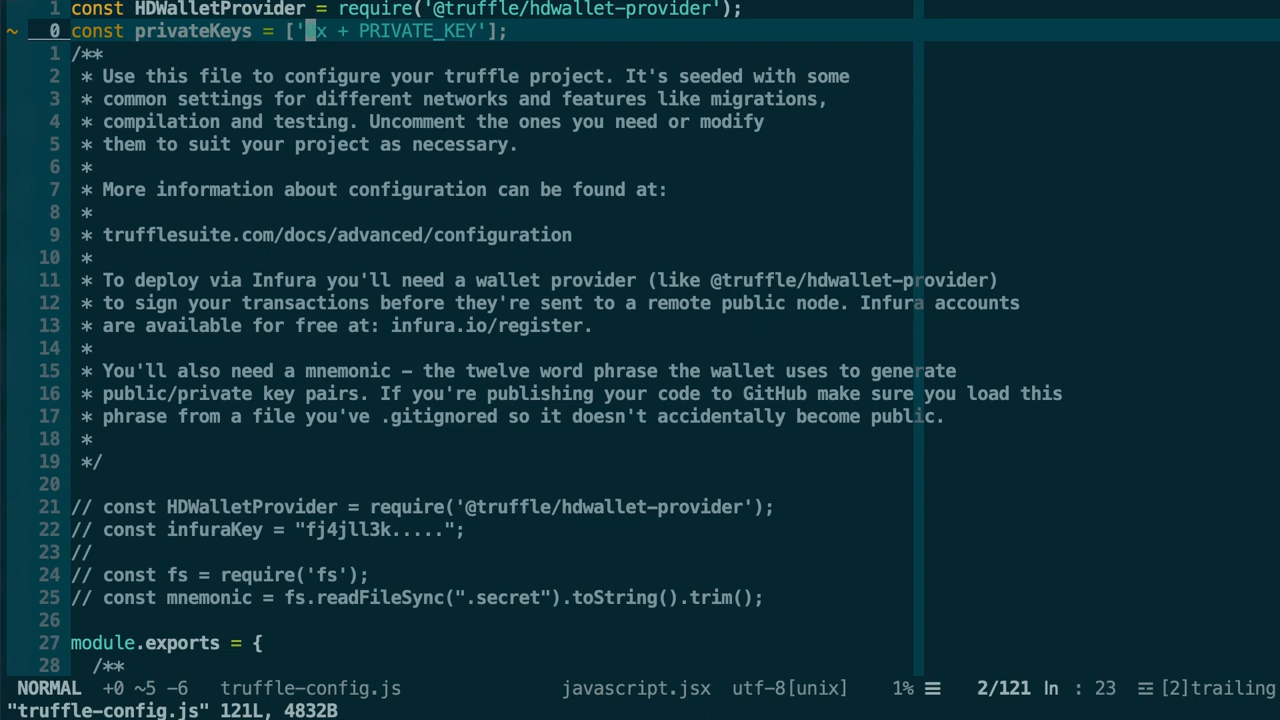 1 const HDWalletProvider = require('@truffle/hdwallet-provider');
~ 0 const privateKeys = ['0x + PRIVATE_KEY'];
1 /**
2 * Use this file to configure your truffle project. It's seeded with some
3 * common settings for different networks and features like migrations,
4 * compilation and testing. Uncomment the ones you need or modify
5 * them to suit your project as necessary.
6 *
7 * More information about configuration can be found at:
8 *
9 * trufflesuite.com/docs/advanced/configuration
10 *
11 * To deploy via Infura you'll need a wallet provider (like @truffle/hdwallet-provider)
12 * to sign your transactions before they're sent to a remote public node. Infura accounts
13 * are available for free at: infura.io/register.
14 *
15 * You'll also need a mnemonic - the twelve word phrase the wallet uses to generate
16 * public/private key pairs. If you're publishing your code to GitHub make sure you load this
17 * phrase from a file you've .gitignored so it doesn't accidentally become public.
18 *
19 */
20
21 // const HDWalletProvider = require('@truffle/hdwallet-provider');
22 // const infuraKey = "fj4jll3k.....";
23 //
24 // const fs = require('fs');
25 // const mnemonic = fs.readFileSync(".secret").toString().trim();
26
27 module.exports = {
28 /**
NORMAL +0 ~5 -6 truffle-config.js javascript.jsx utf-8[unix] 1% ☰ 2/121 ln : 23 ☲ [2]trailing
"truffle-config.js" 121L, 4832B